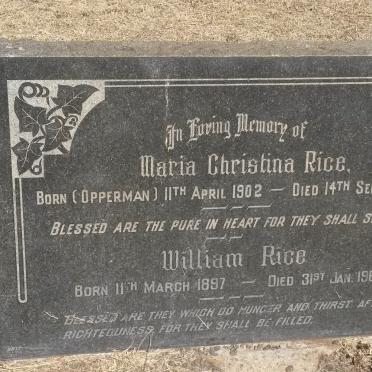 In Loving Memory of
Maria Christina Rice,
BORN (OPPERMAN) 11TH APRIL 1902 — DIED 14TH
BLESSED ARE THE PURE IN HEART FOR THEY SHALL
William Rice
BORN 11TH MARCH 1897 — DIED 31ST JAN.
BLESSED ARE THEY WHICH DO HUNGER AND THIRST
RIGHTEOUSNESS FOR THEY SHALL BE FILLED.